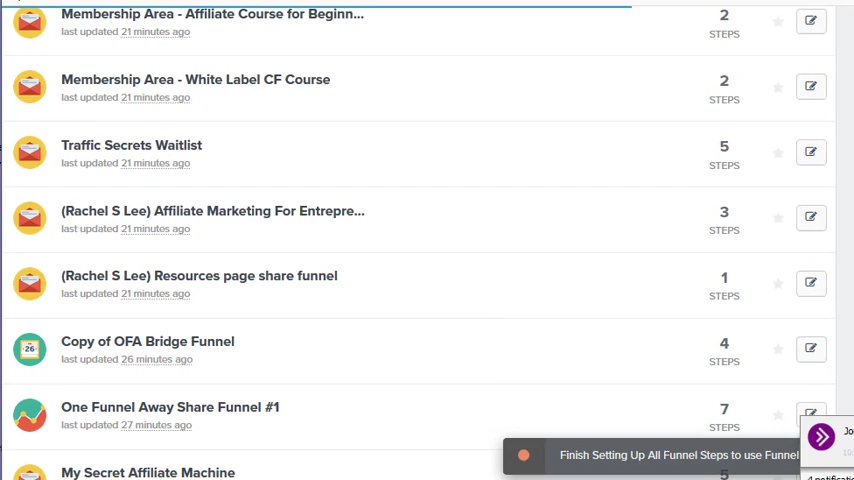 Membership Area - Affiliate Course for Beginn...
last updated 21 minutes ago
2
STEPS
Membership Area - White Label CF Course
last updated 21 minutes ago
2
STEPS
Traffic Secrets Waitlist
last updated 21 minutes ago
5
STEPS
(Rachel S Lee) Affiliate Marketing For Entrepre...
last updated 21 minutes ago
3
STEPS
(Rachel S Lee) Resources page share funnel
last updated 21 minutes ago
1
STEPS
26
Copy of OFA Bridge Funnel
last updated 26 minutes ago
4
STEPS
One Funnel Away Share Funnel #1
last updated 27 minutes ago
7
STEPS
Jo
Finish Setting Up All Funnel Steps to use Funnel
My Secret Affiliate Machine
5
4 notificatio